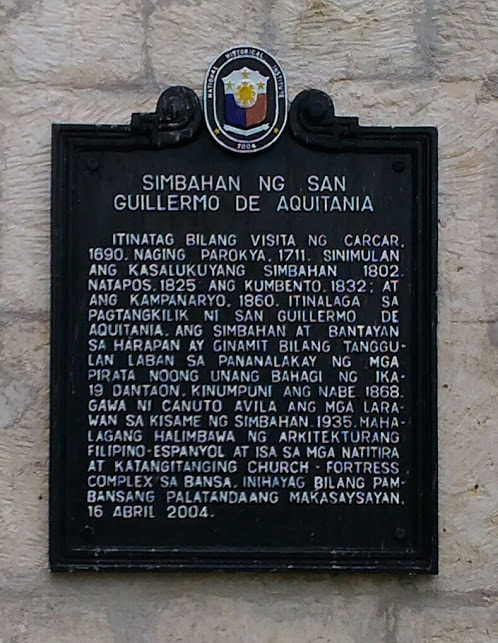 NATIONAL HISTORICAL INSTITUTE
2004
SIMBAHAN NG SAN
GUILLERMO DE AQUITANIA
ITINATAG BILANG VISITA NG CARCAR,
1690. NAGING PAROKYA, 1711. SINIMULAN
ANG KASALUKUYANG SIMBAHAN 1802.
NATAPOS, 1825 ANG KUMBENTO, 1832; AT
ANG KAMPANARYO, 1860. ITINALAGA SA
PAGTANGKILIK NI SAN GUILLERMO DE
AQUITANIA. ANG SIMBAHAN AT BANTAYAN
SA HARAPAN AY GINAMIT BILANG TANGGU-
LAN LABAN SA PANANALAKAY NG MGA
PIRATA NOONG UNANG BAHAGI NG IKA-
19 DANTAON. KINUMPUNI ANG NABE 1868.
GAWA NI CANUTO AVILA ANG MGA LARA-
WAN SA KISAME NG SIMBAHAN, 1935. MAHA-
LAGANG HALIMBAWA NG ARKITEKTURANG
FILIPINO-ESPANYOL AT ISA SA MGA NATITIRA
AT KATANGITANGING CHURCH - FORTRESS
COMPLEX SA BANSA. INIHAYAG BILANG PAM-
BANSANG PALATANDAANG MAKASAYSAYAN,
16 ABRIL 2004.